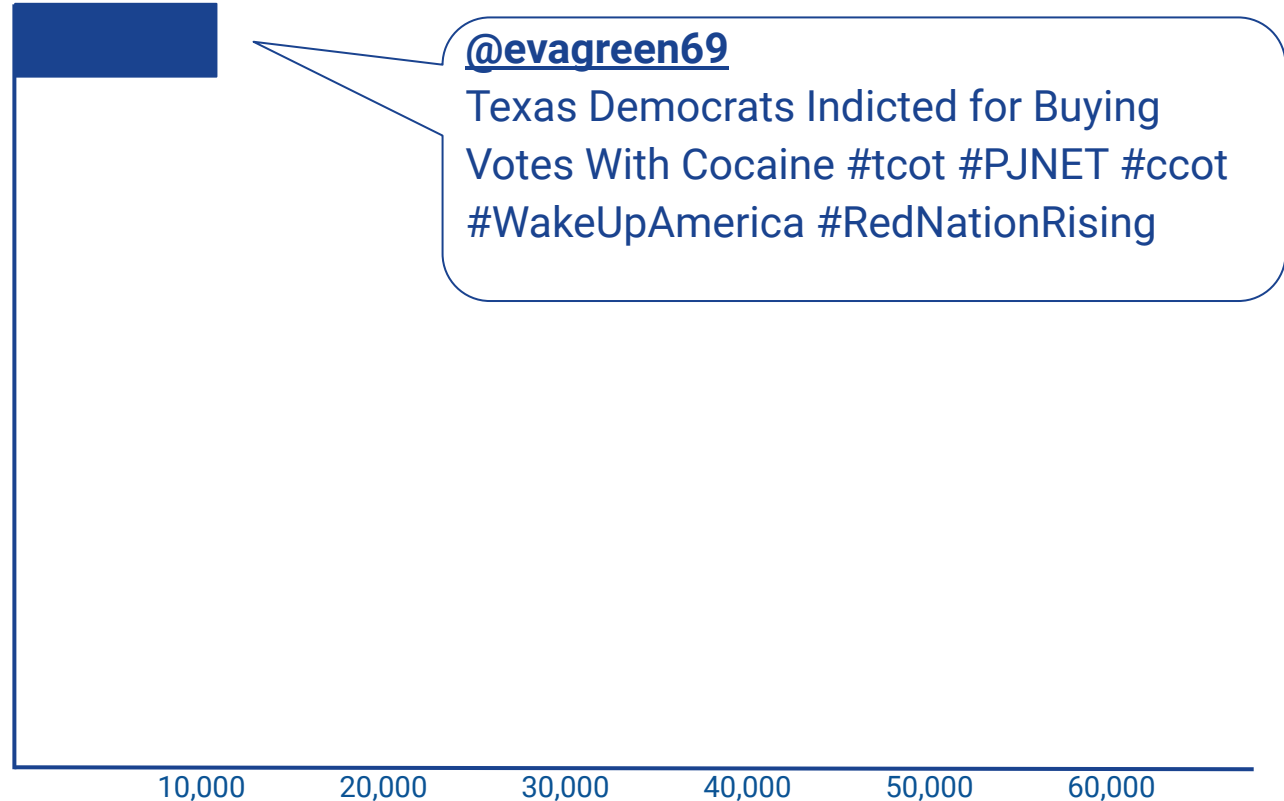 @evagreen69
Texas Democrats Indicted for Buying
Votes With Cocaine #tcot #PJNET #ccot
#WakeUpAmerica #RedNationRising
10,000 20,000 30,000 40,000 50,000 60,000